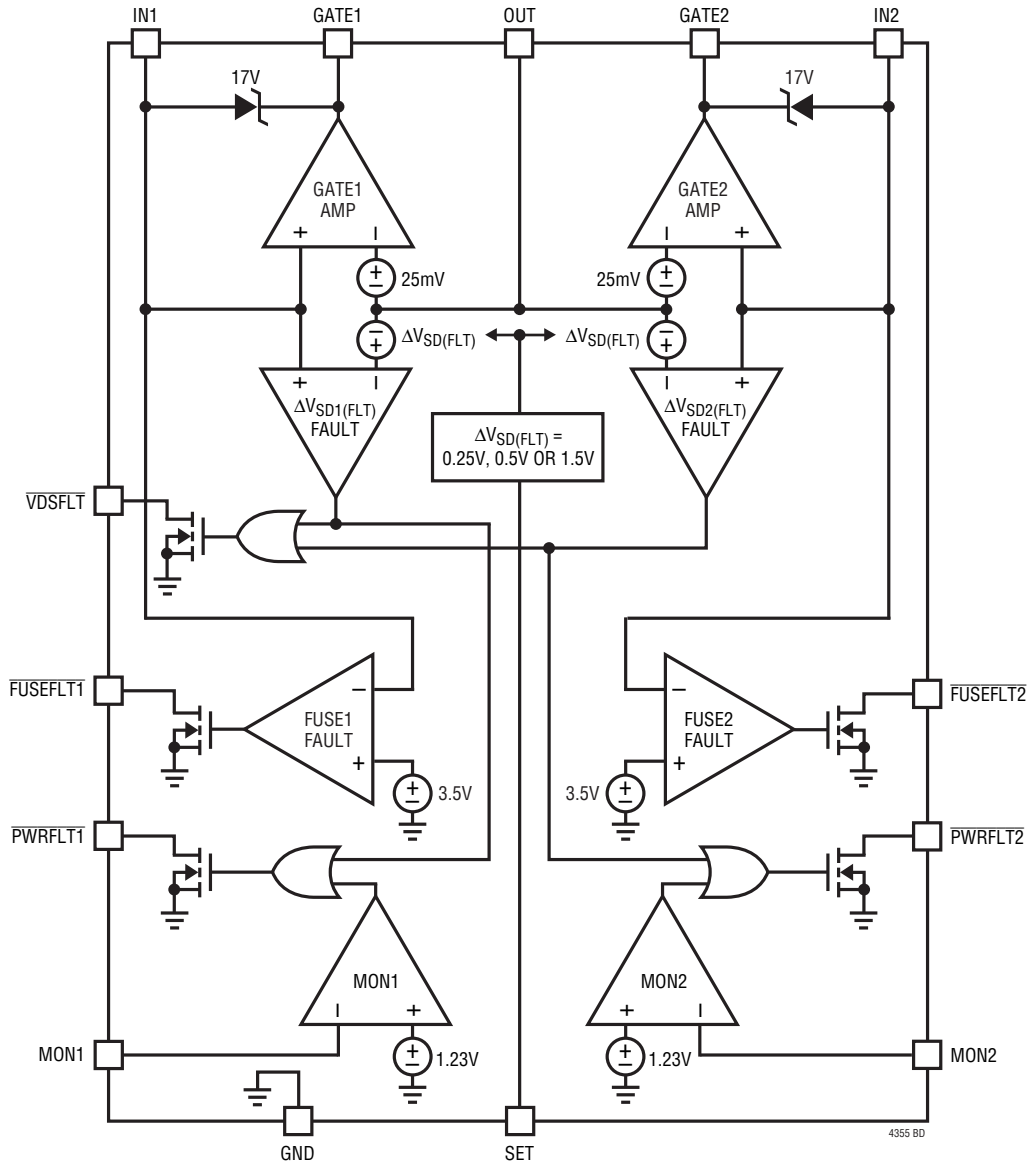 IN1
GATE1
OUT
GATE2
IN2
17V
17V
GATE1
AMP
GATE2
AMP
+
–
–
+
+
–
25mV
25mV
+
–
–
+
ΔVSD(FLT)
ΔVSD(FLT)
–
+
+
–
–
+
ΔVSD1(FLT)
FAULT
ΔVSD2(FLT)
FAULT
ΔVSD(FLT) =
0.25V, 0.5V OR 1.5V
VDSFLT
FUSEFLT1
–
FUSE1
FAULT
+
+
–
3.5V
–
FUSE2
FAULT
+
3.5V
+
–
FUSEFLT2
PWRFLT1
PWRFLT2
MON1
–
+
MON2
+
–
MON1
+
–
1.23V
+
–
1.23V
MON2
GND
SET
4355 BD